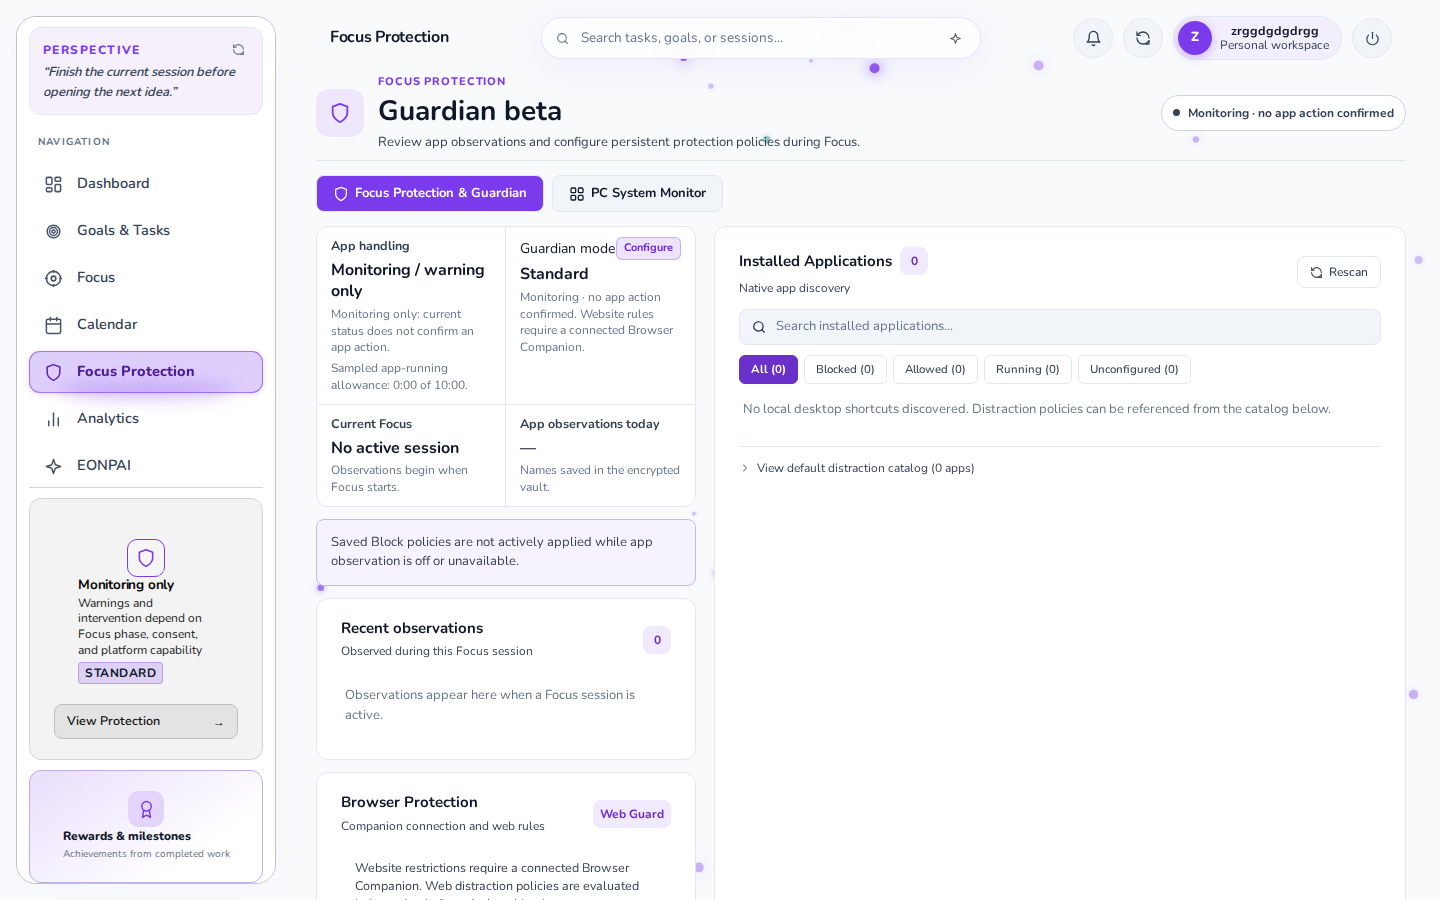 PERSPECTIVE
“Finish the current session before
opening the next idea.”
NAVIGATION
Dashboard
Goals & Tasks
Focus
Calendar
Focus Protection
Analytics
EONPAI
Monitoring only
Warnings and
intervention depend on
Focus phase, consent,
and platform capability
STANDARD
View Protection →
Rewards & milestones
Achievements from completed work
Focus Protection
Search tasks, goals, or sessions...
Z
zrggdgdgdrgg
Personal workspace
FOCUS PROTECTION
Guardian beta
Review app observations and configure persistent protection policies during Focus.
Monitoring · no app action confirmed
Focus Protection & Guardian
PC System Monitor
App handling
Monitoring / warning
only
Monitoring only: current
status does not confirm an
app action.
Sampled app-running
allowance: 0:00 of 10:00.
Guardian mode Configure
Standard
Monitoring · no app action
confirmed. Website rules
require a connected Browser
Companion.
Current Focus
No active session
Observations begin when
Focus starts.
App observations today
—
Names saved in the encrypted
vault.
Saved Block policies are not actively applied while app
observation is off or unavailable.
Recent observations
Observed during this Focus session
0
Observations appear here when a Focus session is
active.
Browser Protection
Companion connection and web rules
Web Guard
Website restrictions require a connected Browser
Companion. Web distraction policies are evaluated
Installed Applications 0
Native app discovery
Rescan
Search installed applications...
All (0)
Blocked (0)
Allowed (0)
Running (0)
Unconfigured (0)
No local desktop shortcuts discovered. Distraction policies can be referenced from the catalog below.
View default distraction catalog (0 apps)